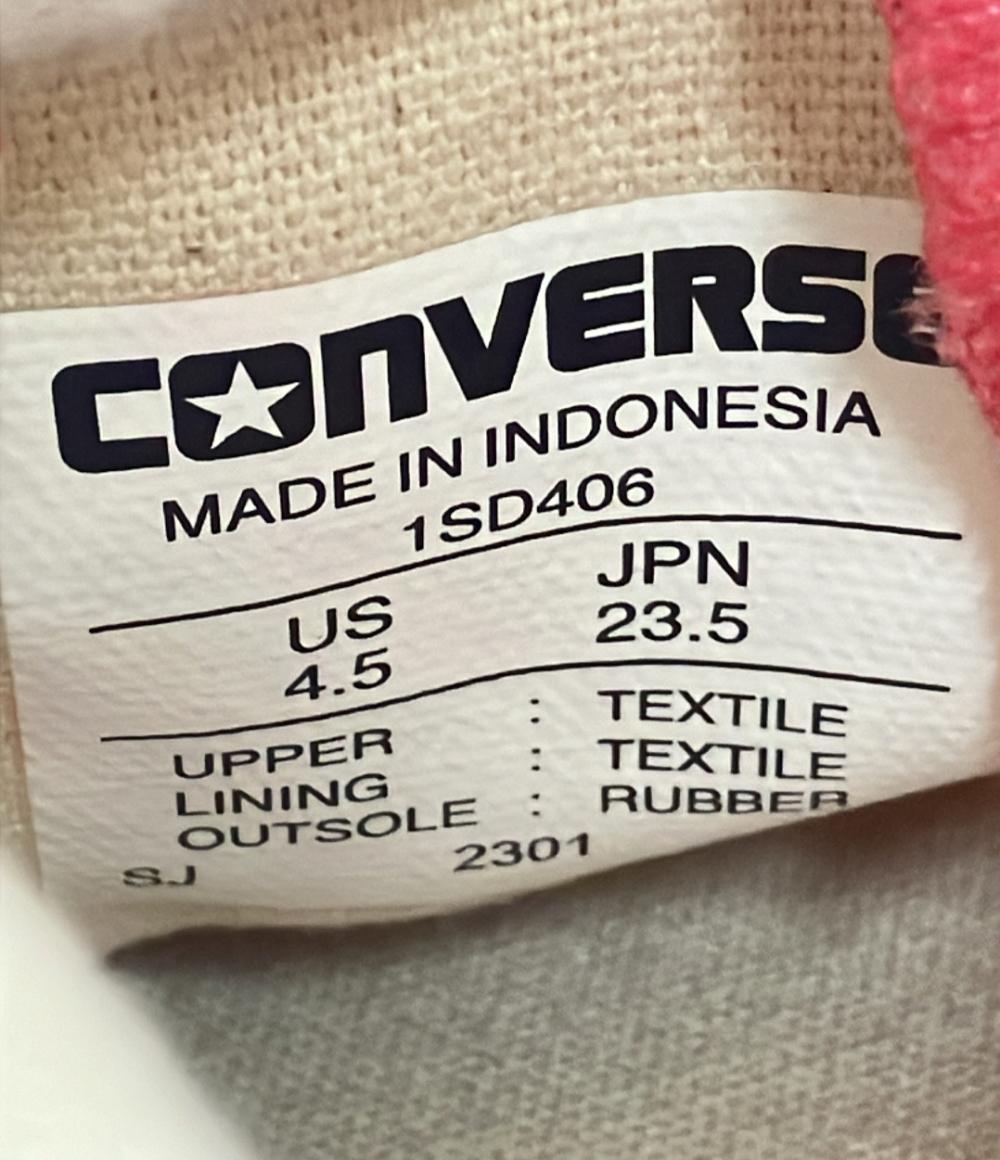 CONVERSE
MADE IN INDONESIA
1SD406
US JPN
4.5 23.5
UPPER : TEXTILE
LINING : TEXTILE
OUTSOLE : RUBBER
SJ 2301